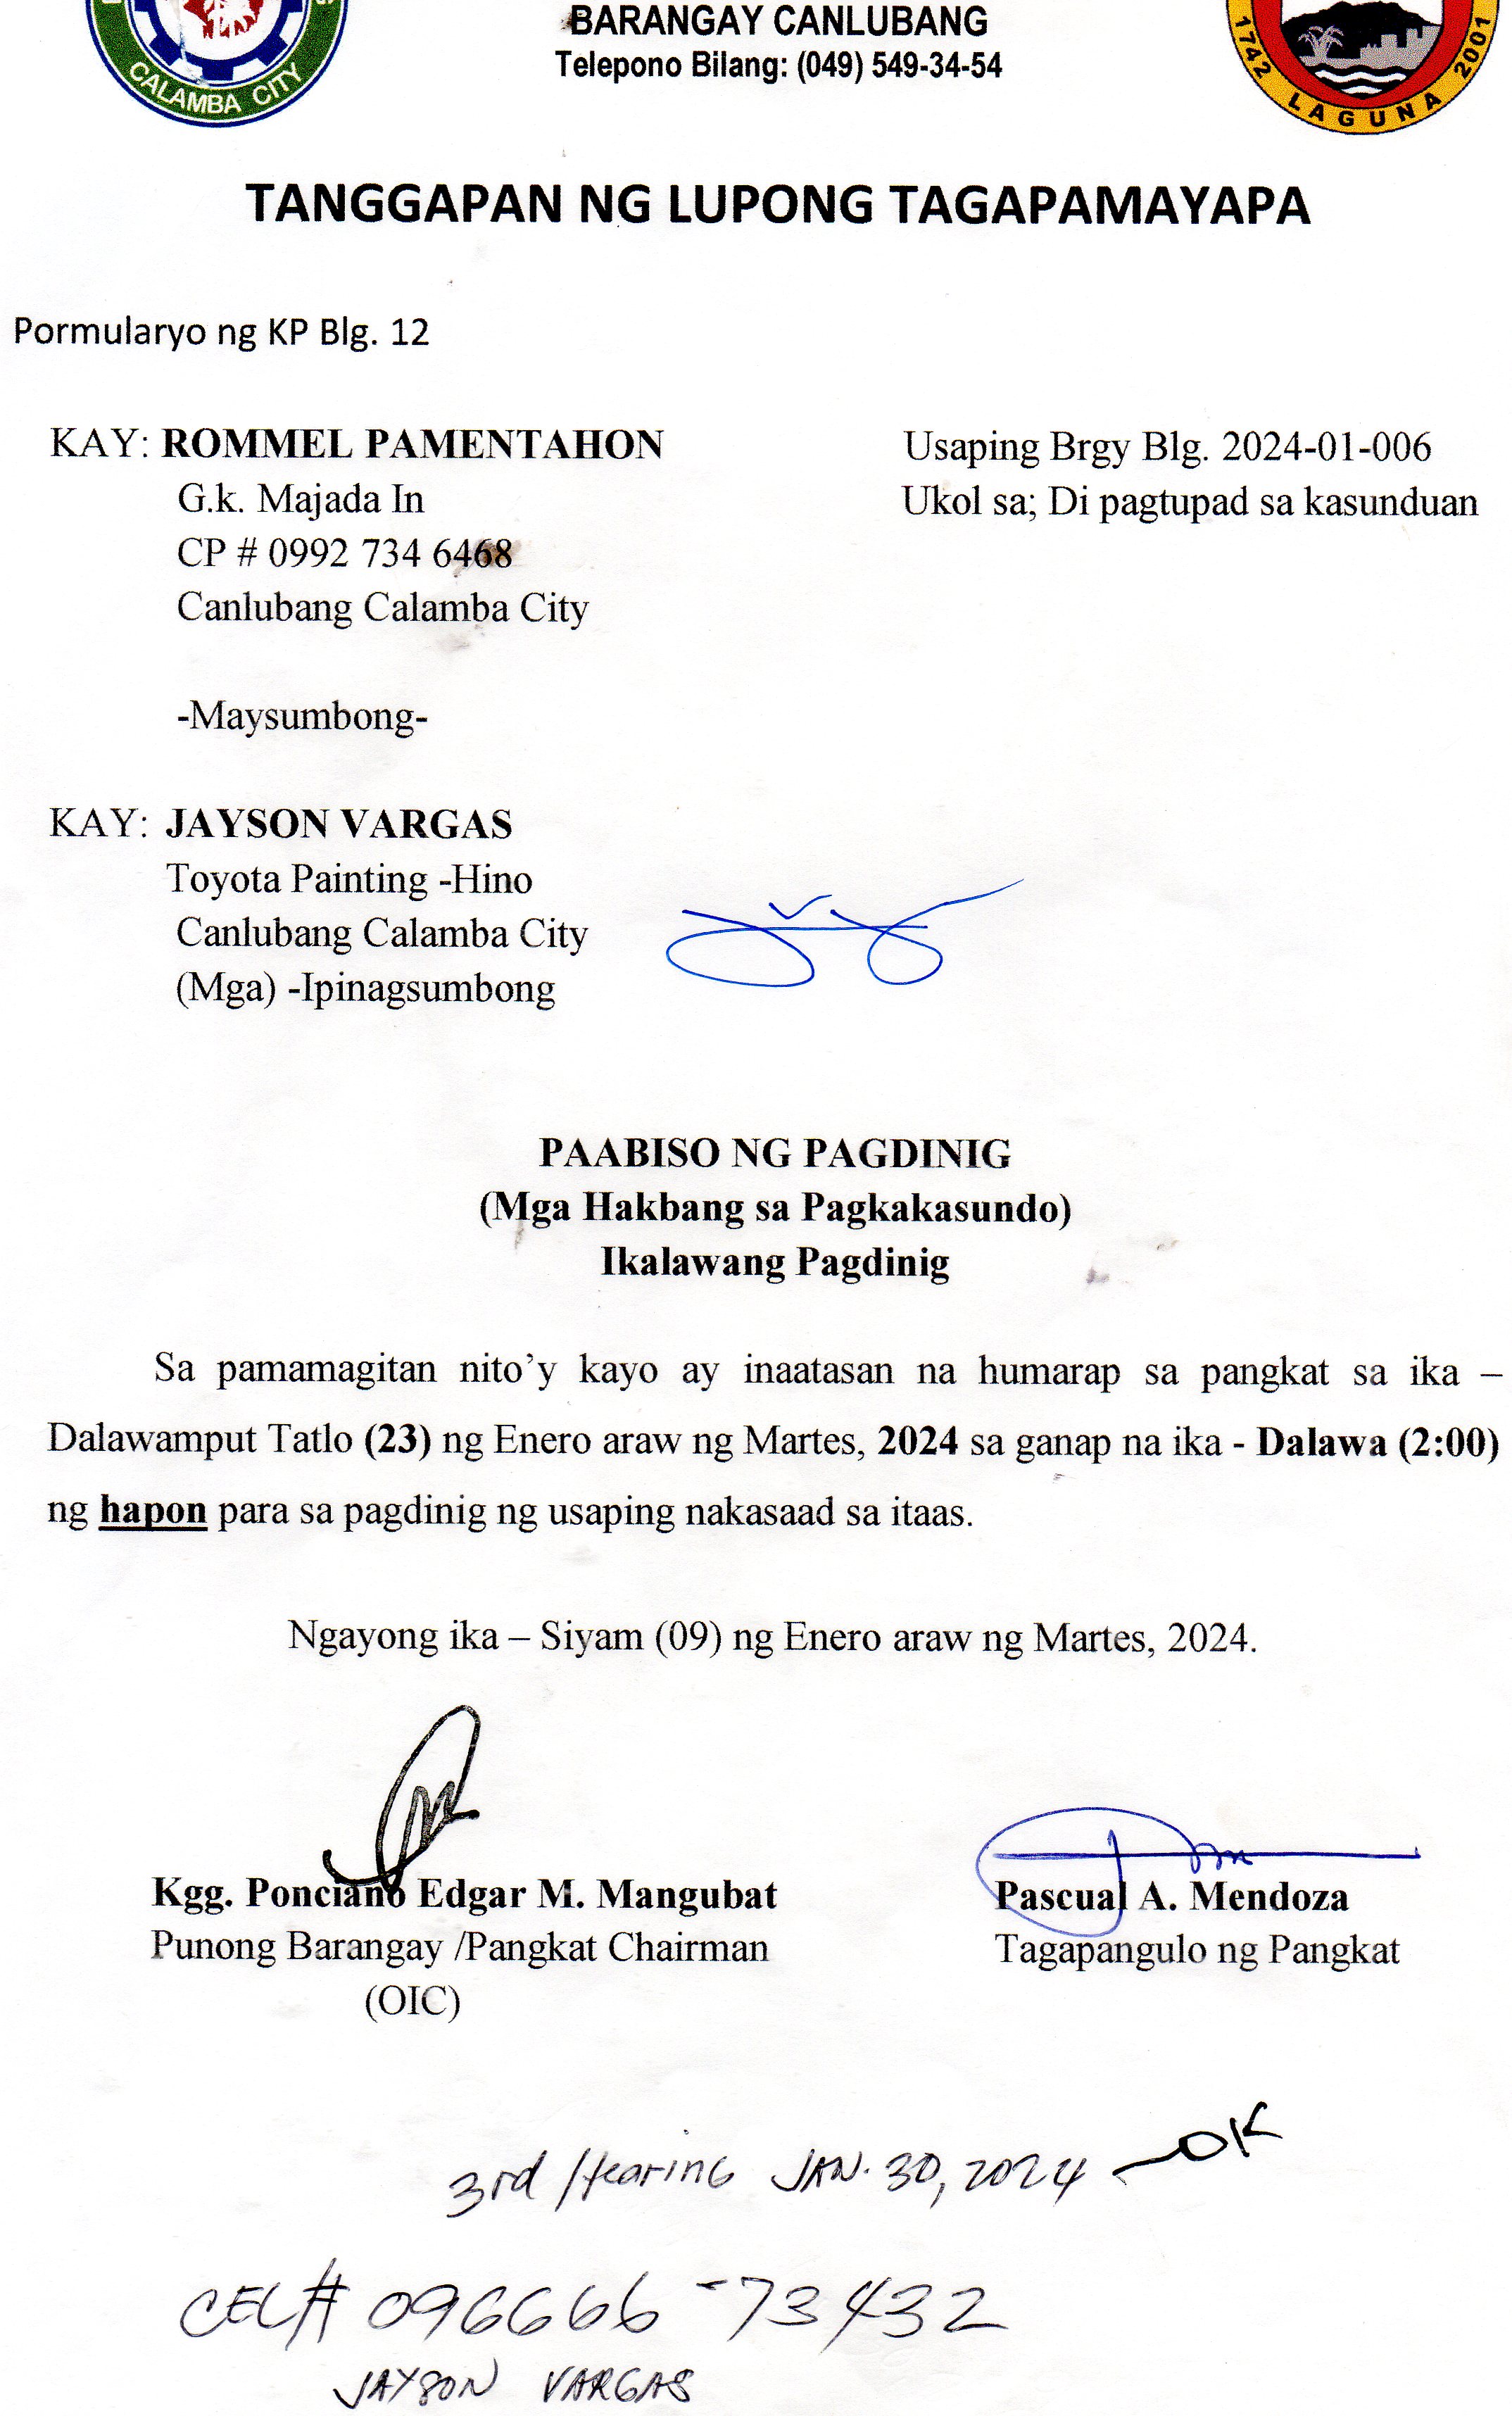 CALAMBA CITY
BARANGAY CANLUBANG
Telepono Bilang: (049) 549-34-54
1742 LAGUNA 2001
TANGGAPAN NG LUPONG TAGAPAMAYAPA
Pormularyo ng KP Blg. 12
KAY: ROMMEL PAMENTAHON
Usaping Brgy Blg. 2024-01-006
G.k. Majada In
Ukol sa; Di pagtupad sa kasunduan
CP # 0992 734 6468
Canlubang Calamba City
-Maysumbong-
KAY: JAYSON VARGAS
Toyota Painting -Hino
Canlubang Calamba City
(Mga) -Ipinagsumbong
PAABISO NG PAGDINIG
(Mga Hakbang sa Pagkakasundo)
Ikalawang Pagdinig
Sa pamamagitan nito’y kayo ay inaatasan na humarap sa pangkat sa ika –
Dalawamput Tatlo (23) ng Enero araw ng Martes, 2024 sa ganap na ika - Dalawa (2:00)
ng hapon para sa pagdinig ng usaping nakasaad sa itaas.
Ngayong ika – Siyam (09) ng Enero araw ng Martes, 2024.
Kgg. Ponciano Edgar M. Mangubat
Pascual A. Mendoza
Punong Barangay /Pangkat Chairman
Tagapangulo ng Pangkat
(OIC)
3rd Hearing JAN. 30, 2024 - OK
CEL# 096666-73432
JAYSON VARGAS